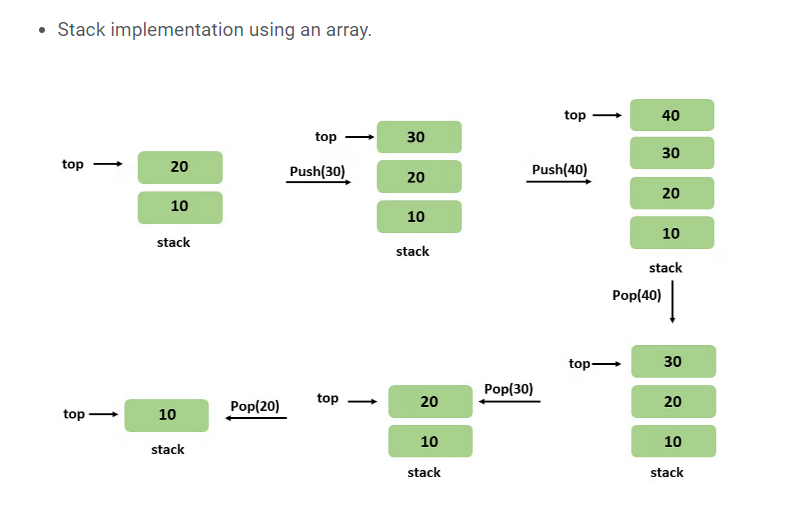 • Stack implementation using an array.
top
20
10
stack
Push(30)
top
30
20
10
stack
Push(40)
top
40
30
20
10
stack
Pop(40)
top
30
20
10
stack
Pop(30)
top
20
10
stack
Pop(20)
top
10
stack